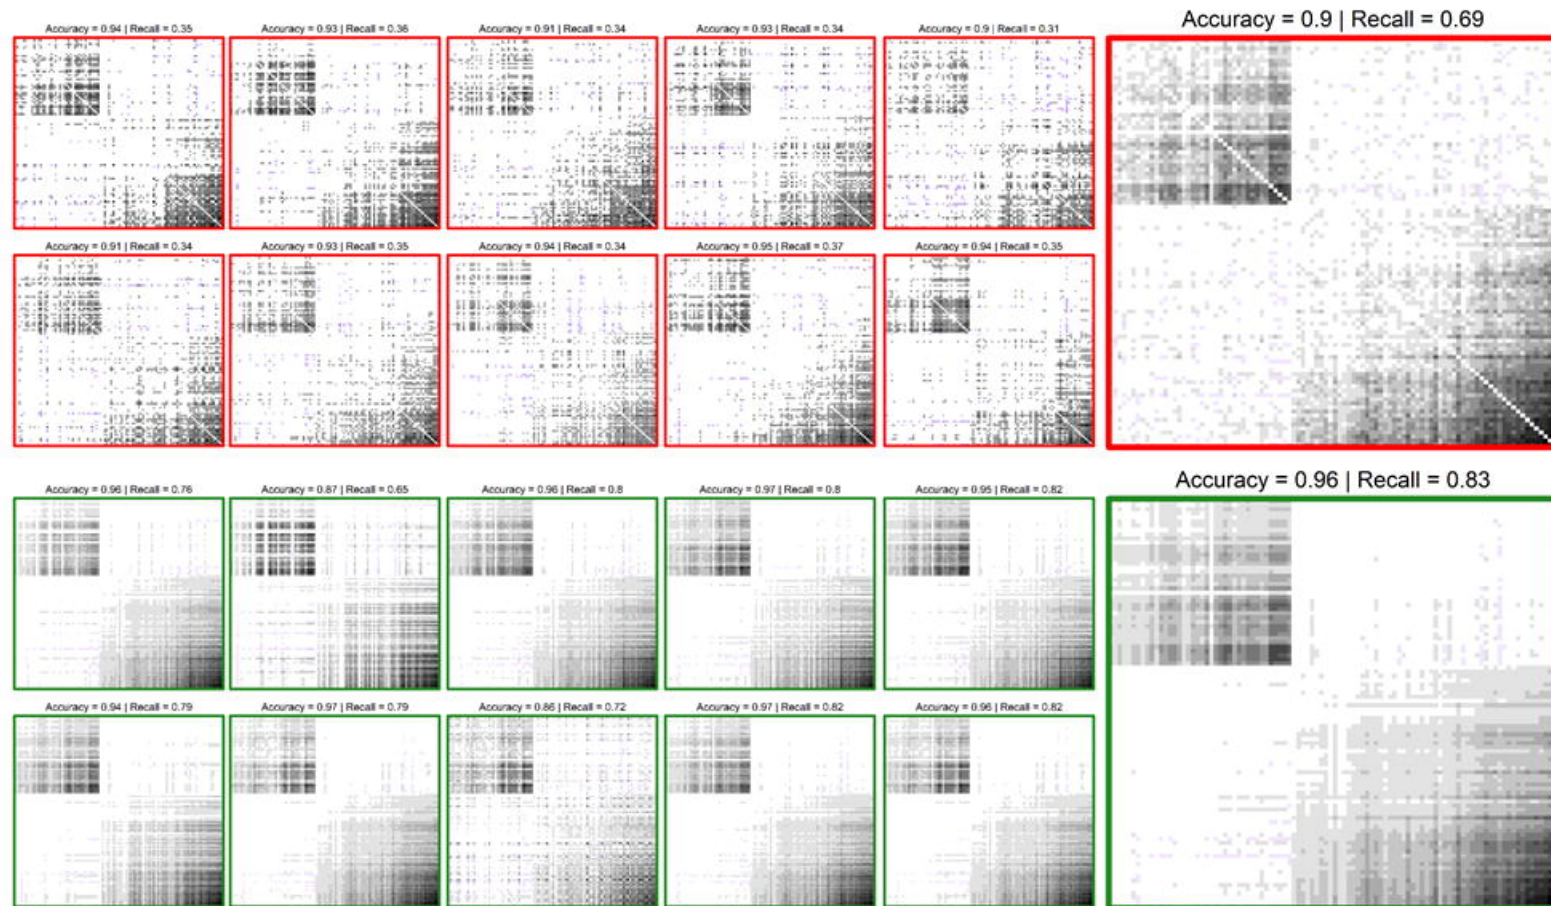 Accuracy = 0.94 | Recall = 0.35
Accuracy = 0.93 | Recall = 0.36
Accuracy = 0.91 | Recall = 0.34
Accuracy = 0.93 | Recall = 0.34
Accuracy = 0.9 | Recall = 0.31
Accuracy = 0.9 | Recall = 0.69
Accuracy = 0.91 | Recall = 0.34
Accuracy = 0.93 | Recall = 0.35
Accuracy = 0.94 | Recall = 0.34
Accuracy = 0.95 | Recall = 0.37
Accuracy = 0.94 | Recall = 0.35
Accuracy = 0.96 | Recall = 0.76
Accuracy = 0.87 | Recall = 0.65
Accuracy = 0.96 | Recall = 0.8
Accuracy = 0.97 | Recall = 0.8
Accuracy = 0.95 | Recall = 0.82
Accuracy = 0.96 | Recall = 0.83
Accuracy = 0.94 | Recall = 0.79
Accuracy = 0.97 | Recall = 0.79
Accuracy = 0.86 | Recall = 0.72
Accuracy = 0.97 | Recall = 0.82
Accuracy = 0.96 | Recall = 0.82